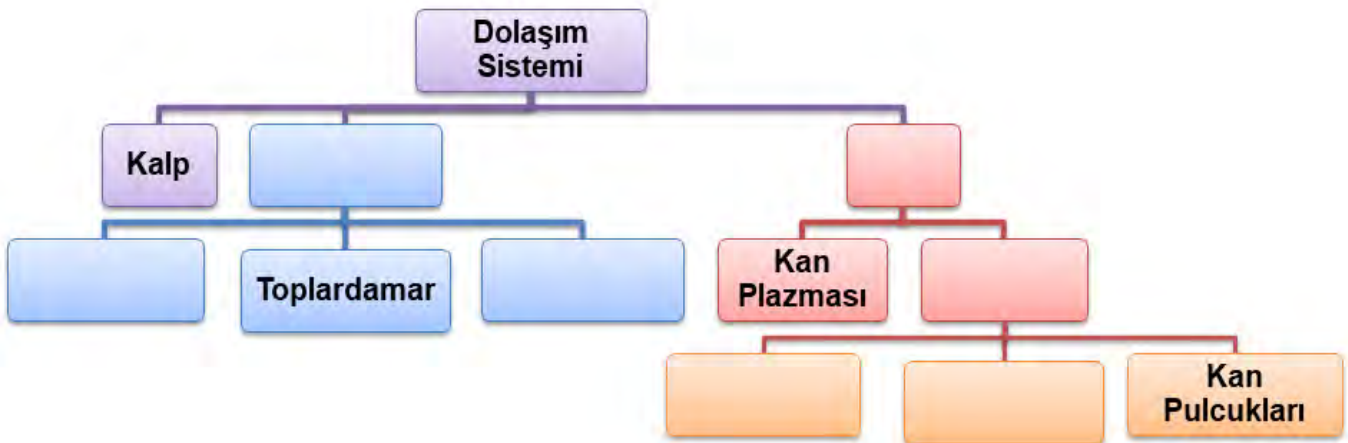 Dolaşım
Sistemi
Kalp
Toplardamar
Kan
Plazması
Kan
Pulcukları